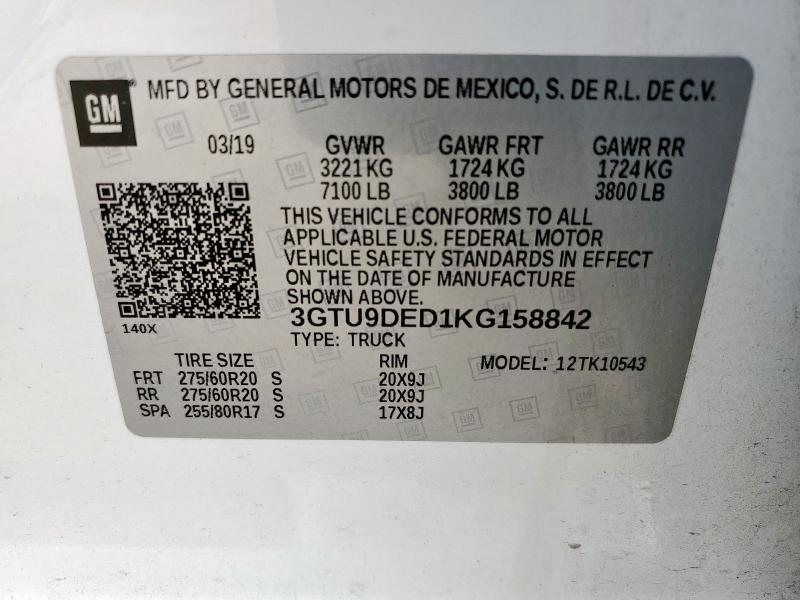 GM MFD BY GENERAL MOTORS DE MEXICO, S. DE R.L. DE C.V.
03/19 GVWR GAWR FRT GAWR RR
3221 KG 1724 KG 1724 KG
7100 LB 3800 LB 3800 LB
THIS VEHICLE CONFORMS TO ALL
APPLICABLE U.S. FEDERAL MOTOR
VEHICLE SAFETY STANDARDS IN EFFECT
ON THE DATE OF MANUFACTURE
SHOWN ABOVE.
140X
3GTU9DED1KG158842
TYPE: TRUCK
TIRE SIZE RIM MODEL: 12TK10543
FRT 275/60R20 S 20X9J
RR 275/60R20 S 20X9J
SPA 255/80R17 S 17X8J